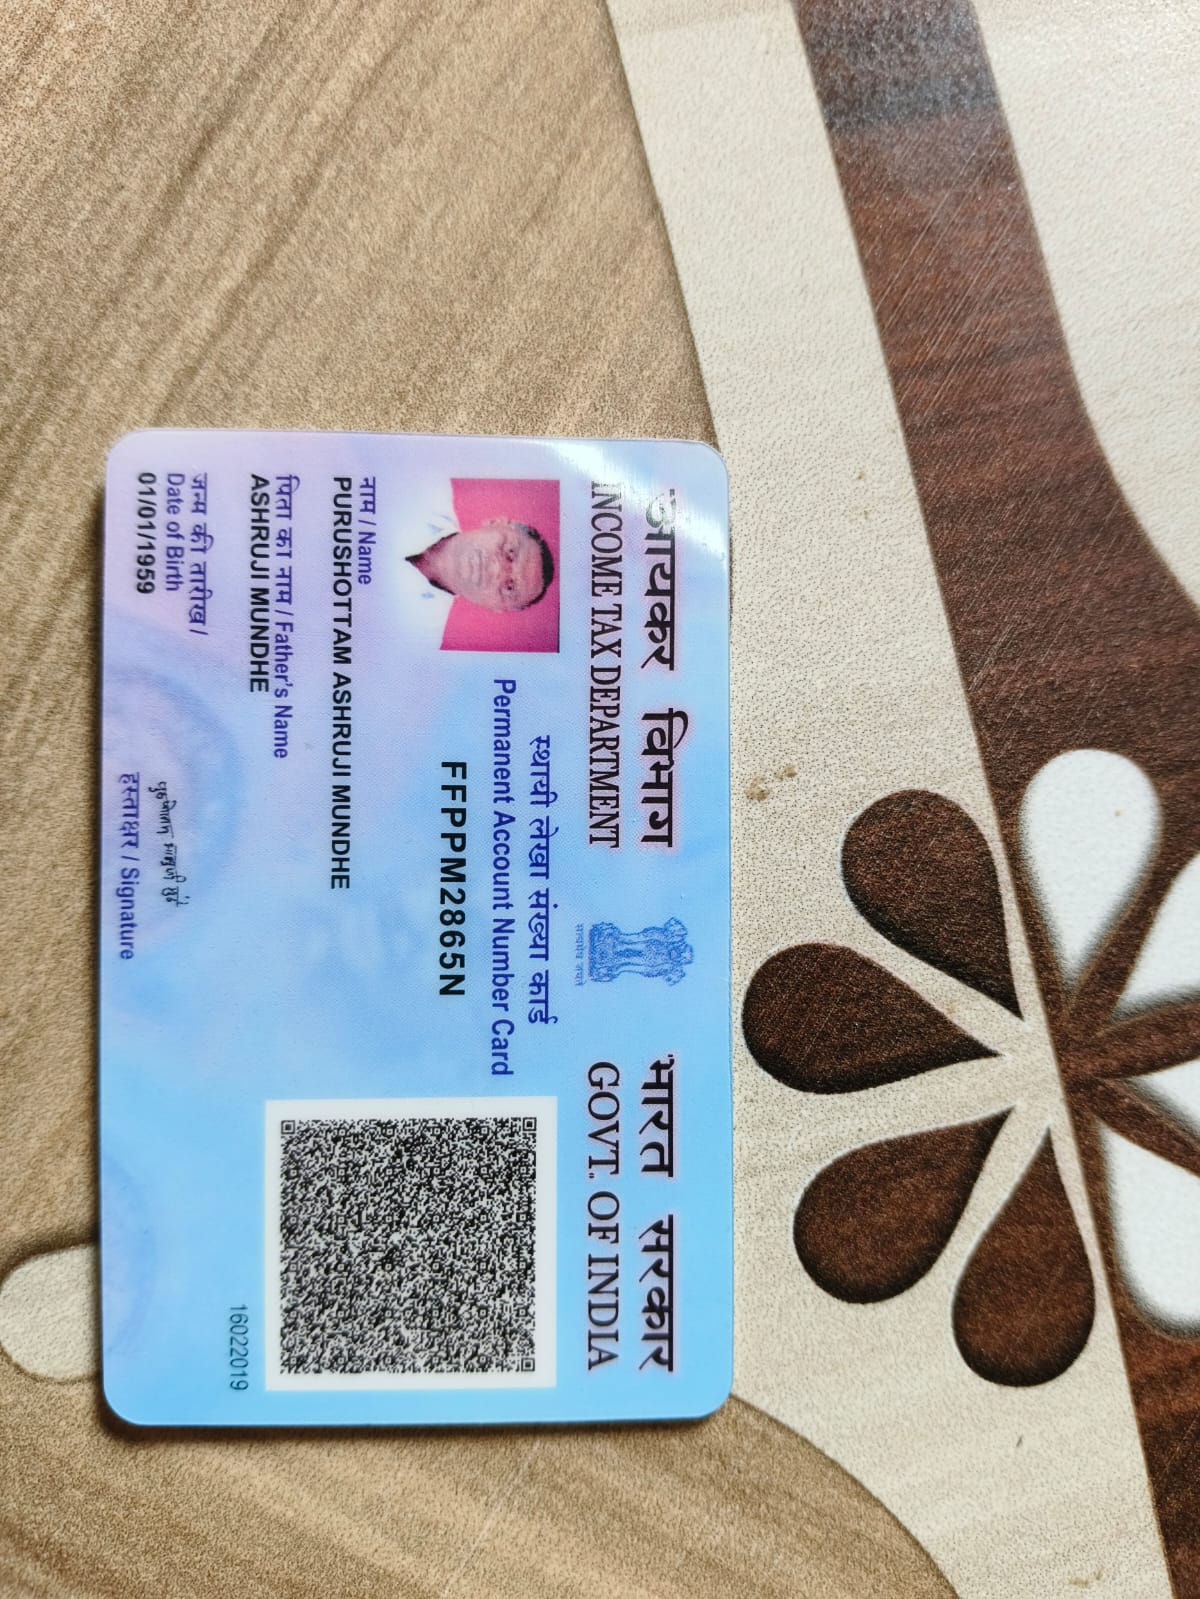 आयकर विभाग
INCOME TAX DEPARTMENT
भारत सरकार
GOVT. OF INDIA
सत्यमेव जयते
स्थायी लेखा संख्या कार्ड
Permanent Account Number Card
FFPPM2865N
नाम / Name
PURUSHOTTAM ASHRUJI MUNDHE
पिता का नाम / Father's Name
ASHRUJI MUNDHE
जन्म की तारीख /
Date of Birth
01/01/1959
हस्ताक्षर / Signature
16022019